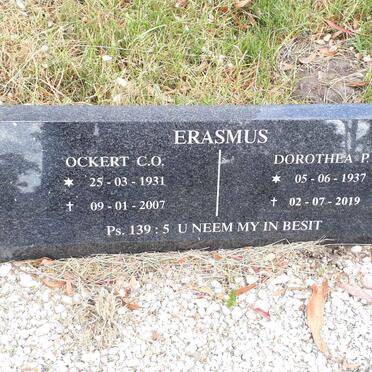 ERASMUS
OCKERT C.O.
✶ 25-03-1931
✝ 09-01-2007
DOROTHEA P.
✶ 05-06-1937
✝ 02-07-2019
Ps. 139 : 5 U NEEM MY IN BESIT